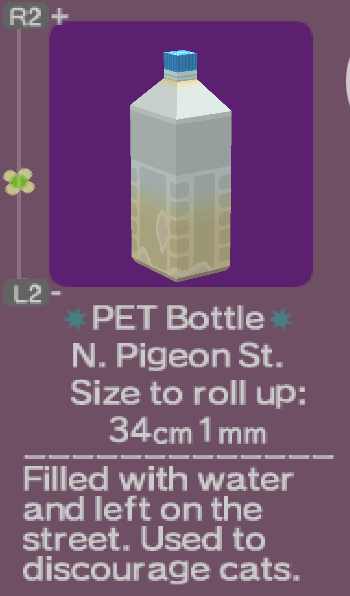 R2 +
L2 -
PET Bottle
N. Pigeon St.
Size to roll up:
34cm 1mm
Filled with water
and left on the
street. Used to
discourage cats.